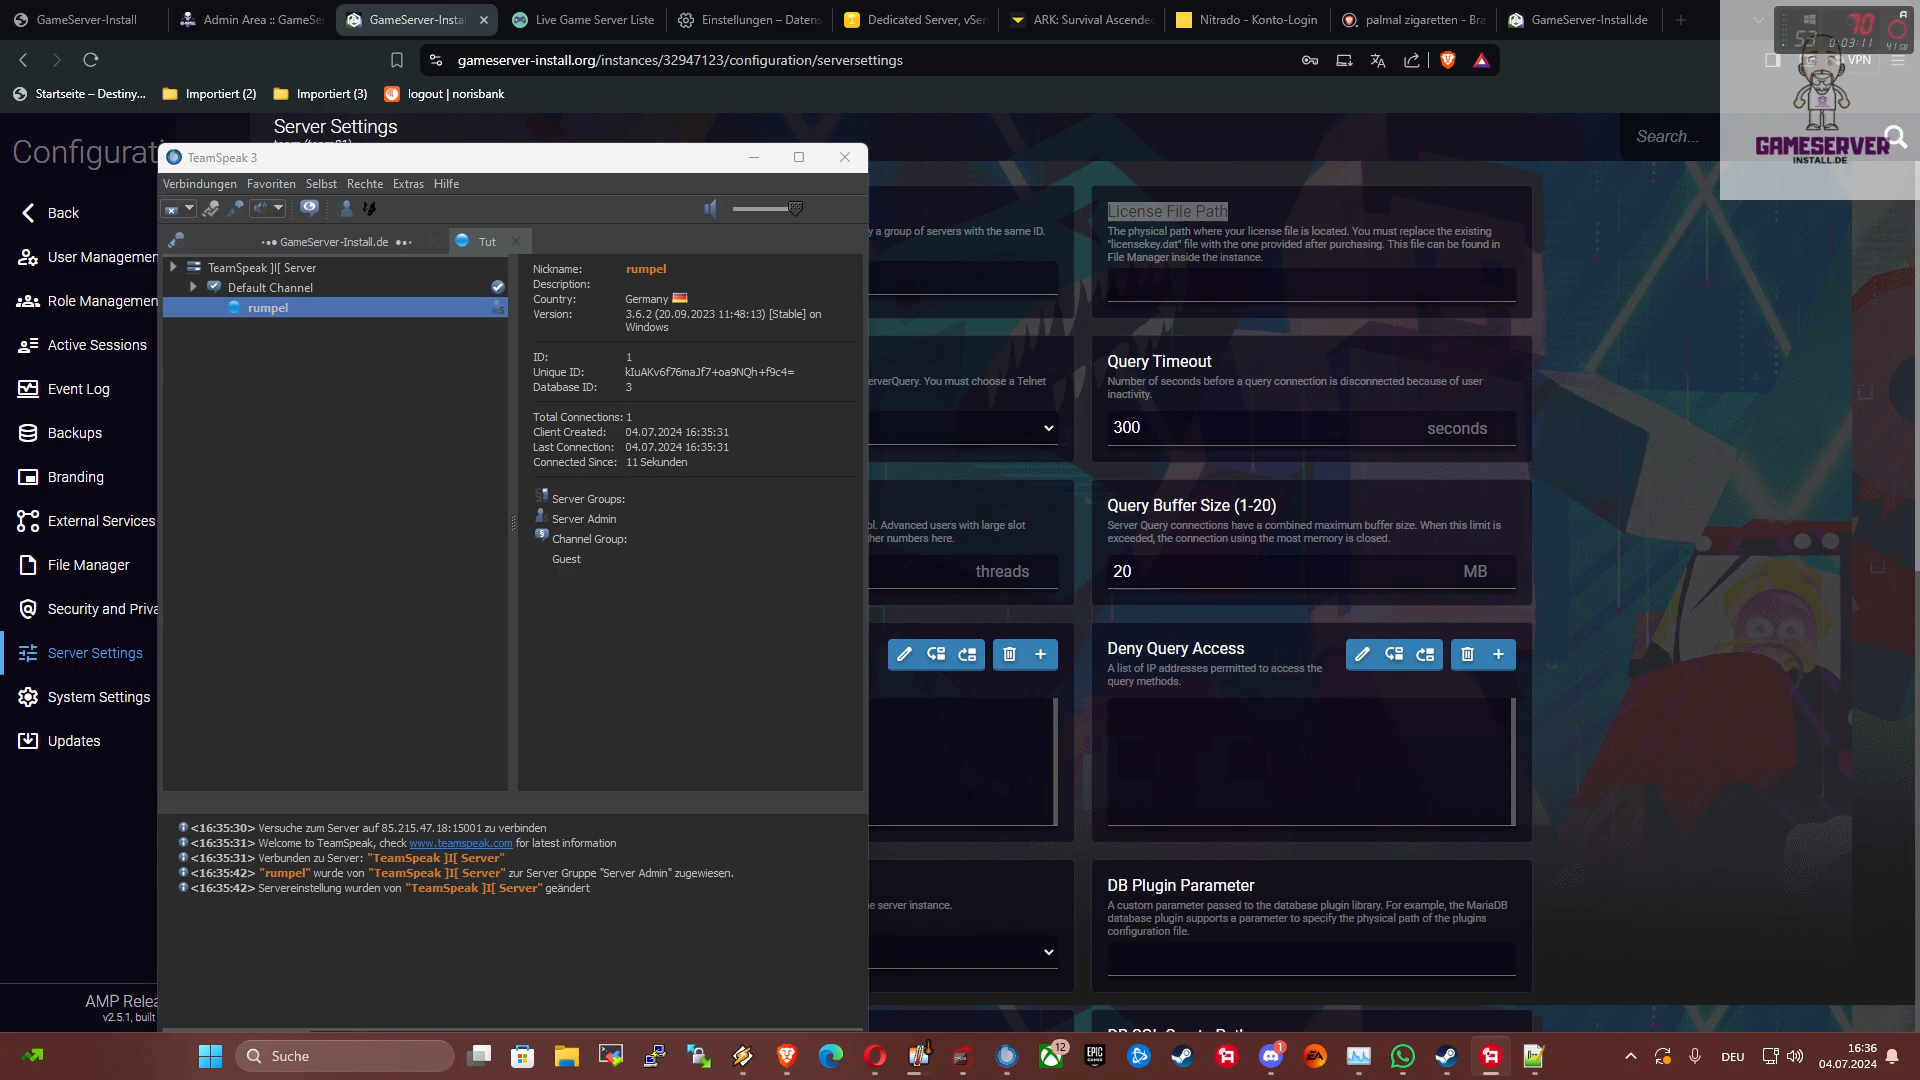 GameServer-Install
Admin Area :: GameSe
GameServer-Insta
Live Game Server Liste
Einstellungen – Datens
Dedicated Server, vSer
ARK: Survival Ascended
Nitrado - Konto-Login
palmal zigaretten - Bra
GameServer-Install.de
53
70
0:03:11
41 GB
gameserver-install.org/instances/32947123/configuration/serversettings
VPN
Startseite – Destiny...
Importiert (2)
Importiert (3)
logout | norisbank
Configurati
Server Settings
Search...
GAMESERVER
INSTALL.DE
Back
User Managemen
Role Managemen
Active Sessions
Event Log
Backups
Branding
External Services
File Manager
Security and Priva
Server Settings
System Settings
Updates
AMP Relea
v2.5.1, built
TeamSpeak 3
Verbindungen Favoriten Selbst Rechte Extras Hilfe
GameServer-Install.de
Tut
TeamSpeak ]I[ Server
Default Channel
rumpel
Nickname: rumpel
Description:
Country: Germany
Version: 3.6.2 (20.09.2023 11:48:13) [Stable] on
Windows
ID: 1
Unique ID: kIuAKv6f76maJf7+oa9NQh+f9c4=
Database ID: 3
Total Connections: 1
Client Created: 04.07.2024 16:35:31
Last Connection: 04.07.2024 16:35:31
Connected Since: 11 Sekunden
Server Groups:
Server Admin
Channel Group:
Guest
<16:35:30> Versuche zum Server auf 85.215.47.18:15001 zu verbinden
<16:35:31> Welcome to TeamSpeak, check www.teamspeak.com for latest information
<16:35:31> Verbunden zu Server: "TeamSpeak ]I[ Server"
<16:35:42> "rumpel" wurde von "TeamSpeak ]I[ Server" zur Server Gruppe "Server Admin" zugewiesen.
<16:35:42> Servereinstellung wurden von "TeamSpeak ]I[ Server" geändert
y a group of servers with the same ID.
License File Path
The physical path where your license file is located. You must replace the existing
"licensekey.dat" file with the one provided after purchasing. This file can be found in
File Manager inside the instance.
erverQuery. You must choose a Telnet
Query Timeout
Number of seconds before a query connection is disconnected because of user
inactivity.
300
seconds
ol. Advanced users with large slot
her numbers here.
threads
Query Buffer Size (1-20)
Server Query connections have a combined maximum buffer size. When this limit is
exceeded, the connection using the most memory is closed.
20
MB
Deny Query Access
A list of IP addresses permitted to access the
query methods.
e server instance.
DB Plugin Parameter
A custom parameter passed to the database plugin library. For example, the MariaDB
database plugin supports a parameter to specify the physical path of the plugins
configuration file.
Suche
12
EPIC
GAMES
EA
1
DEU
16:36
04.07.2024